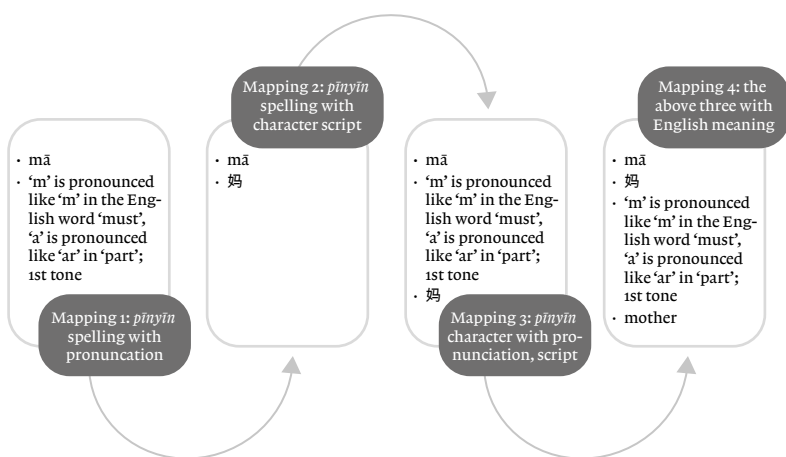 · mā
· ‘m’ is pronounced
like ‘m’ in the Eng-
lish word ‘must’,
‘a’ is pronounced
like ‘ar’ in ‘part’;
1st tone
Mapping 1: pīnyīn
spelling with
pronuncation
Mapping 2: pīnyīn
spelling with
character script
· mā
· 妈
· mā
· ‘m’ is pronounced
like ‘m’ in the Eng-
lish word ‘must’,
‘a’ is pronounced
like ‘ar’ in ‘part’;
1st tone
· 妈
Mapping 3: pīnyīn
character with pro-
nunciation, script
Mapping 4: the
above three with
English meaning
· mā
· 妈
· ‘m’ is pronounced
like ‘m’ in the Eng-
lish word ‘must’,
‘a’ is pronounced
like ‘ar’ in ‘part’;
1st tone
· mother